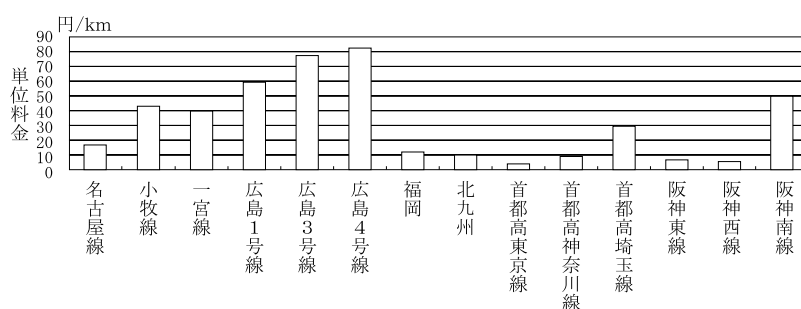 円/km
単位料金
90
80
70
60
50
40
30
20
10
0
名古屋線
小牧線
一宮線
広島1号線
広島3号線
広島4号線
福岡
北九州
首都高東京線
首都高神奈川線
首都高埼玉線
阪神東線
阪神西線
阪神南線